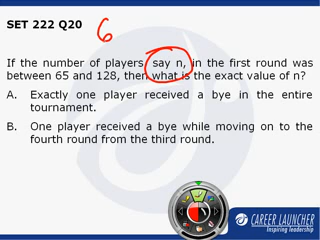 SET 222 Q20
6
If the number of players, say n, in the first round was
between 65 and 128, then what is the exact value of n?
A. Exactly one player received a bye in the entire
tournament.
B. One player received a bye while moving on to the
fourth round from the third round.
CAREER LAUNCHER
Inspiring leadership